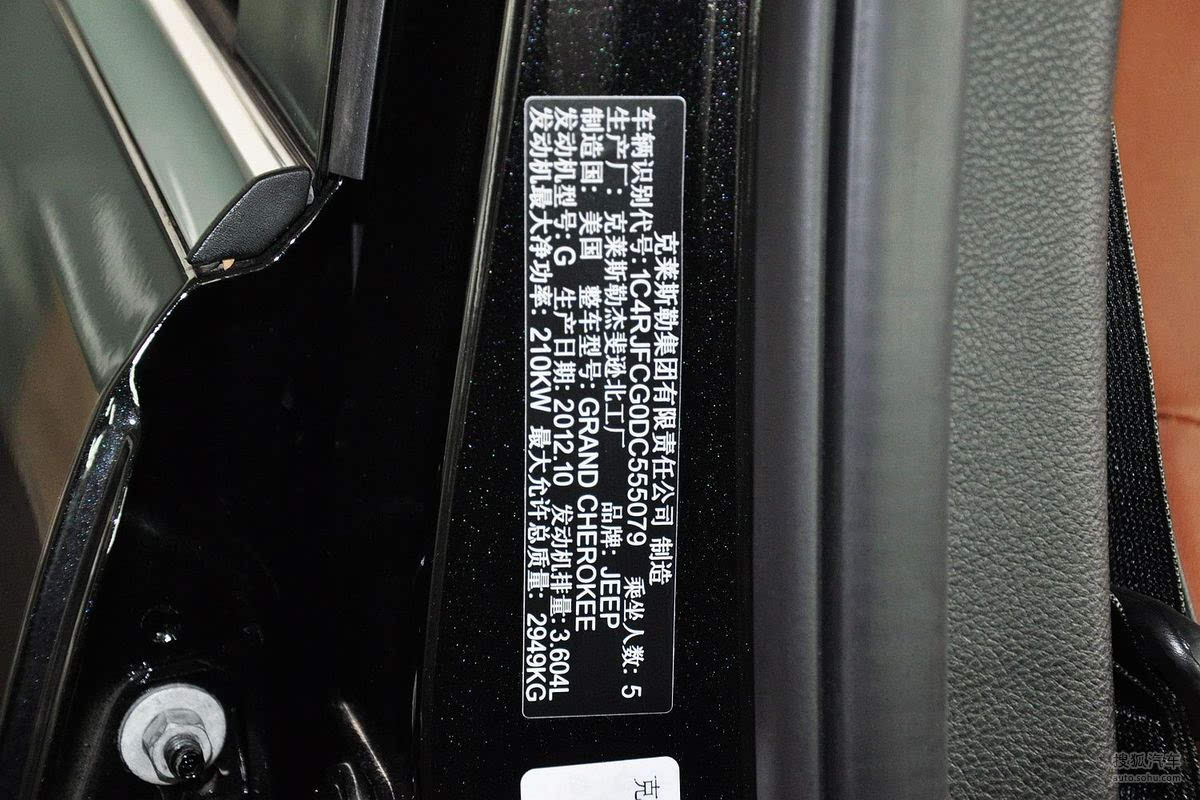 克莱斯勒集团有限责任公司 制造
车辆识别代号:1C4RJFCG0DC555079 乘坐人数: 5
生产厂: 克莱斯勒杰斐逊北工厂 品牌: JEEP
制造国: 美国 整车型号: GRAND CHEROKEE
发动机型号: G 生产日期: 2012.10 发动机排量: 3.604L
发动机最大净功率: 210KW 最大允许总质量: 2949KG
克
搜狐汽车
auto.sohu.com